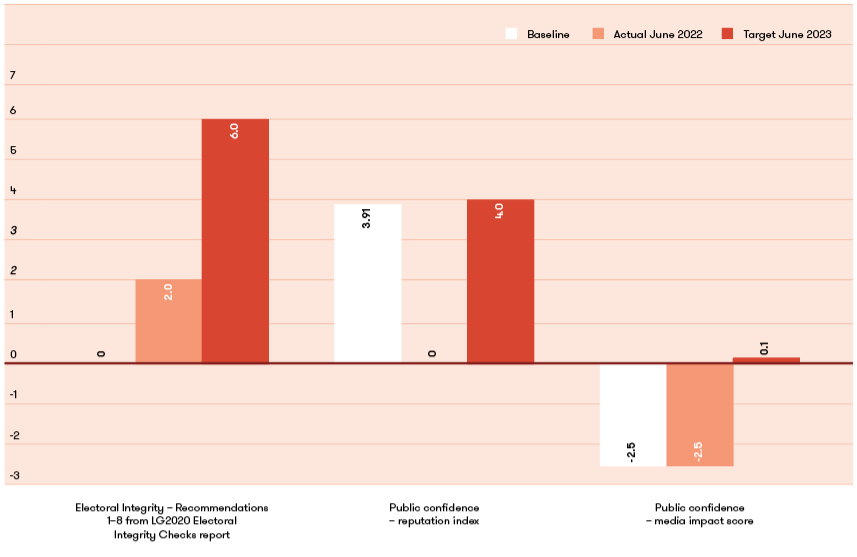 Baseline Actual June 2022 Target June 2023
7
6
5
4
3
2
1
0
-1
-2
-3
0
2.0
6.0
3.91
0
4.0
-2.5
-2.5
0.1
Electoral Integrity – Recommendations
1–8 from LG2020 Electoral
Integrity Checks report
Public confidence
– reputation index
Public confidence
– media impact score